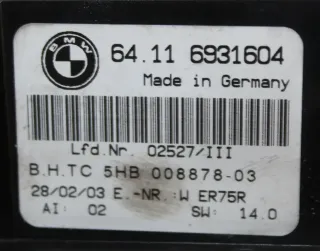 BMW
64.11 6931604
Made in Germany
Lfd.Nr. 02527/III
B.H.TC 5HB 008878-03
28/02/03 E.-NR.:W ER75R
AI: 02 SW: 14.0